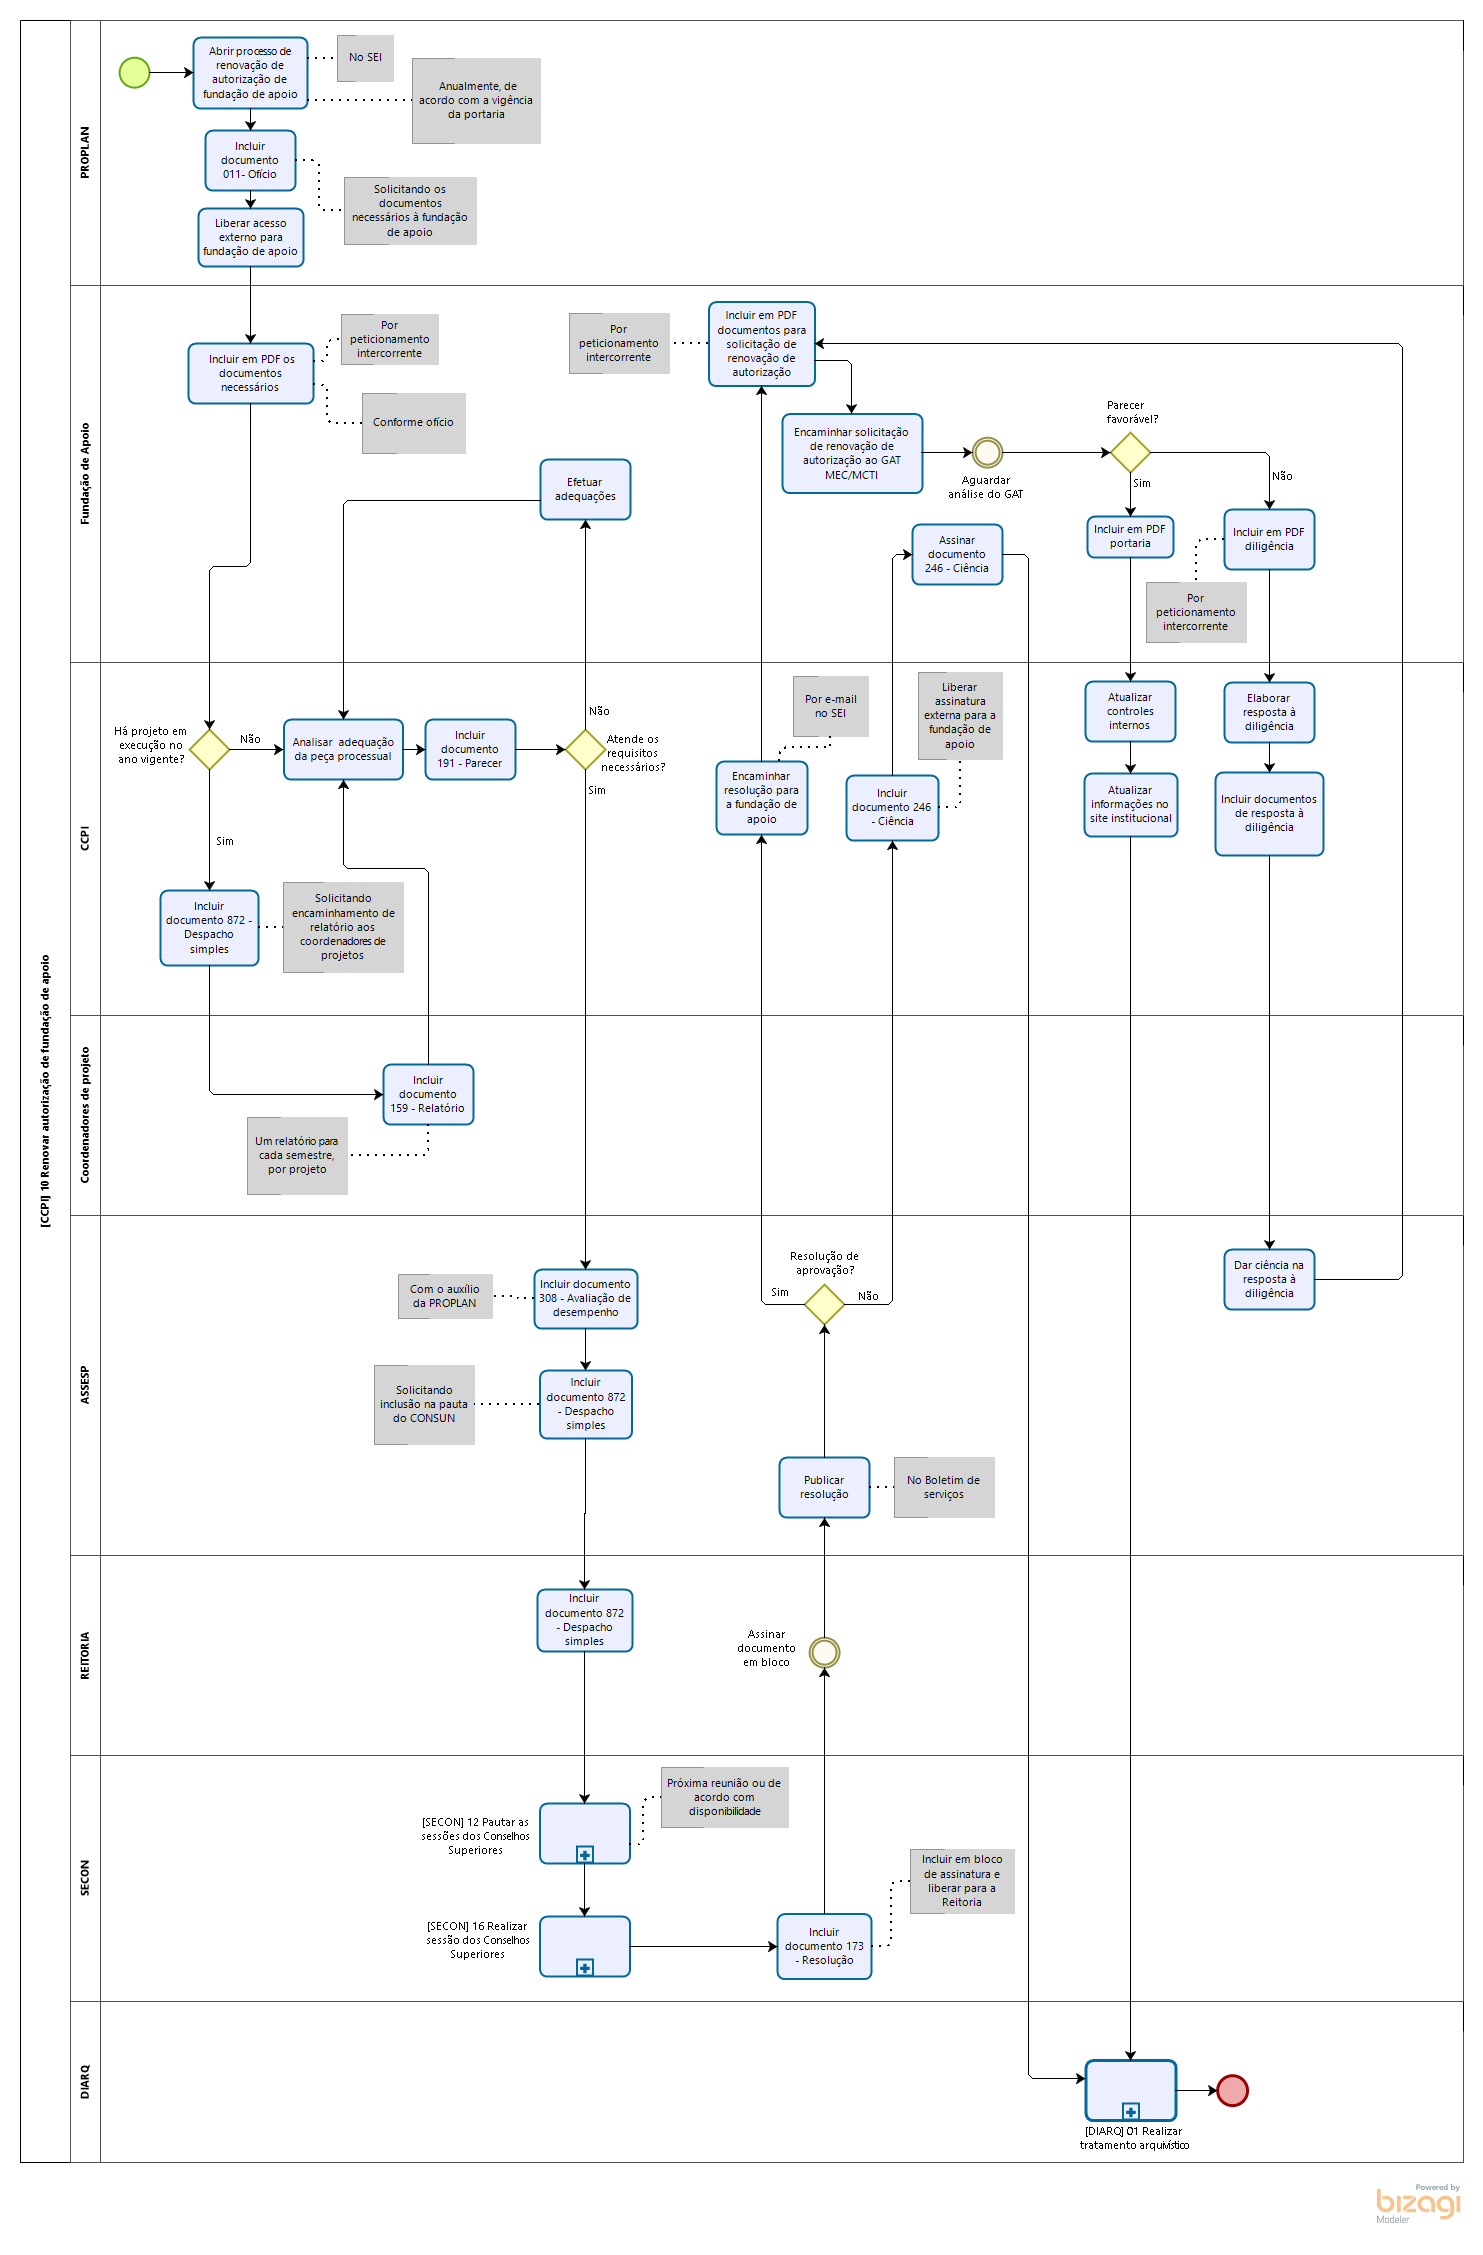 [CCPI] 10 Renovar autorização de fundação de apoio
PROPLAN
Abrir processo de
renovação de
autorização de
fundação de apoio
No SEI
Anualmente, de
acordo com a vigência
da portaria
Incluir
documento
011- Ofício
Solicitando os
documentos
necessários à fundação
de apoio
Liberar acesso
externo para
fundação de apoio
Fundação de Apoio
Incluir em PDF os
documentos
necessários
Por
peticionamento
intercorrente
Conforme ofício
Efetuar
adequações
Por
peticionamento
intercorrente
Incluir em PDF
documentos para
solicitação de
renovação de
autorização
Encaminhar solicitação
de renovação de
autorização ao GAT
MEC/MCTI
Aguardar
análise do GAT
Parecer
favorável?
Sim
Não
Incluir em PDF
portaria
Incluir em PDF
diligência
Por
peticionamento
intercorrente
Assinar
documento
246 - Ciência
CCPI
Há projeto em
execução no
ano vigente?
Não
Sim
Analisar  adequação
da peça processual
Incluir
documento
191 - Parecer
Não
Atende os
requisitos
necessários?
Sim
Incluir
documento 872 -
Despacho
simples
Solicitando
encaminhamento de
relatório aos
coordenadores de
projetos
Por e-mail
no SEI
Encaminhar
resolução para
a fundação de
apoio
Liberar
assinatura
externa para a
fundação de
apoio
Incluir
documento 246
- Ciência
Atualizar
controles
internos
Atualizar
informações no
site institucional
Elaborar
resposta à
diligência
Incluir documentos
de resposta à
diligência
Coordenadores de projeto
Incluir
documento
159 - Relatório
Um relatório para
cada semestre,
por projeto
ASSESP
Com o auxílio
da PROPLAN
Incluir documento
308 - Avaliação de
desempenho
Solicitando
inclusão na pauta
do CONSUN
Incluir
documento 872
- Despacho
simples
Resolução de
aprovação?
Sim
Não
Publicar
resolução
No Boletim de
serviços
Dar ciência na
resposta à
diligência
REITORIA
Incluir
documento 872
- Despacho
simples
Assinar
documento
em bloco
SECON
[SECON] 12 Pautar as
sessões dos Conselhos
Superiores
Próxima reunião ou de
acordo com
disponibilidade
[SECON] 16 Realizar
sessão dos Conselhos
Superiores
Incluir
documento 173
- Resolução
Incluir em bloco
de assinatura e
liberar para a
Reitoria
DIARQ
[DIARQ] 01 Realizar
tratamento arquivístico
Powered by
bizagi
Modeler